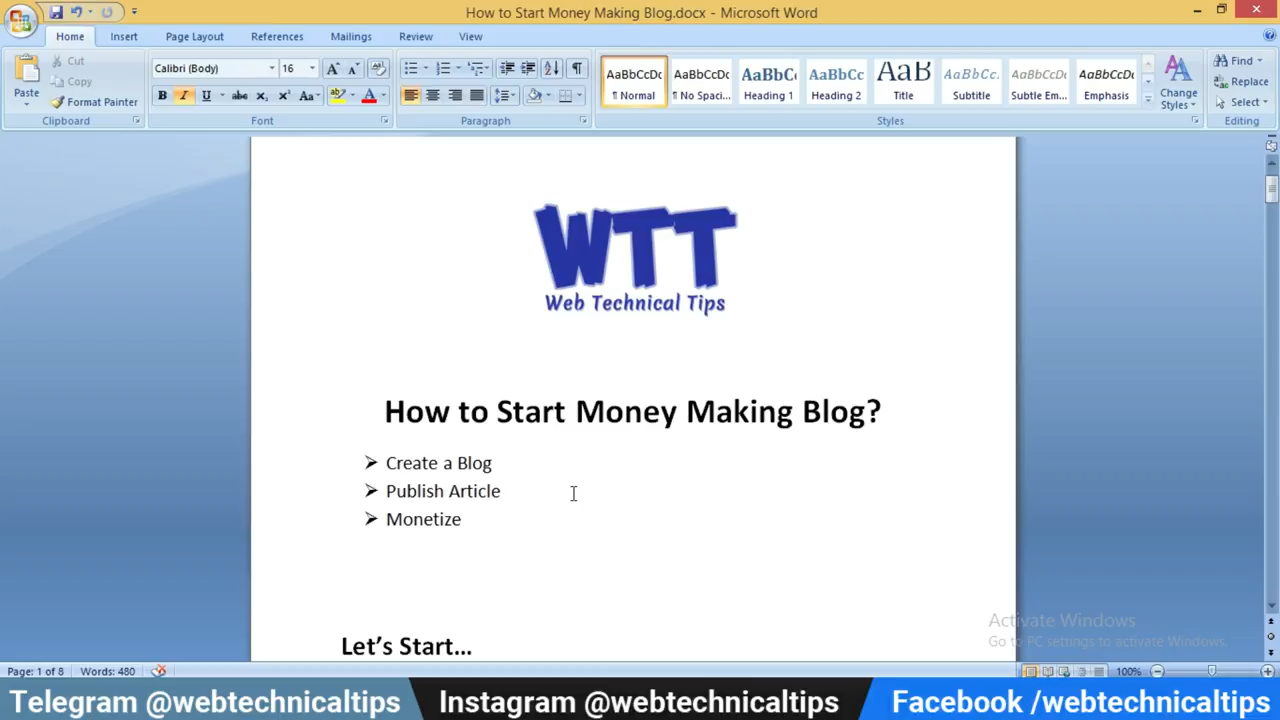 How to Start Money Making Blog.docx - Microsoft Word
Home Insert Page Layout References Mailings Review View
Paste
Cut
Copy
Format Painter
Clipboard
Calibri (Body) 16
Font
Paragraph
AaBbCcDc AaBbCcDc AaBbC AaBbCc AaB AaBbCc. AaBbCcDc AaBbCcDc
¶ Normal ¶ No Spaci... Heading 1 Heading 2 Title Subtitle Subtle Em... Emphasis
Change Styles
Styles
Find
Replace
Select
Editing
WTT
Web Technical Tips
How to Start Money Making Blog?
Create a Blog
Publish Article
Monetize
Let's Start...
Activate Windows
Go to PC settings to activate Windows.
Page: 1 of 8 Words: 480 100%
Telegram @webtechnicaltips Instagram @webtechnicaltips Facebook /webtechnicaltips